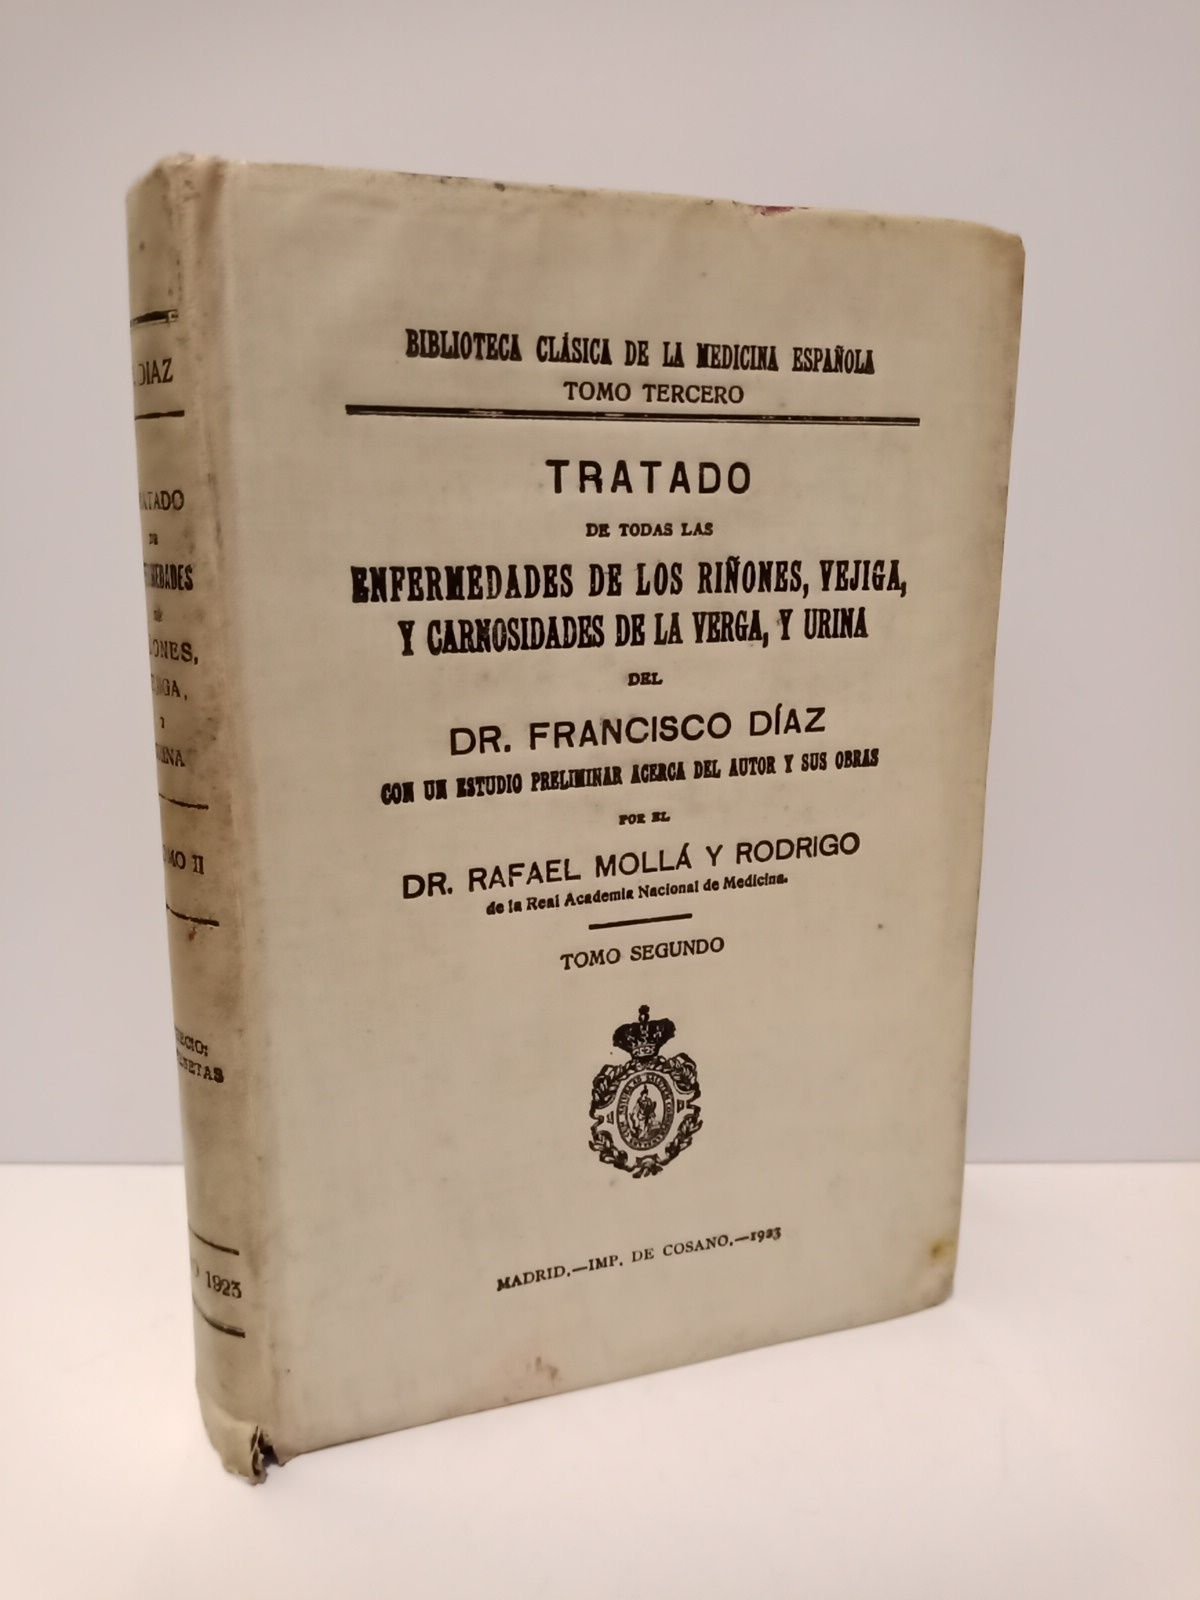 BIBLIOTECA CLÁSICA DE LA MEDICINA ESPAÑOLA
TOMO TERCERO
TRATADO
DE TODAS LAS
ENFERMEDADES DE LOS RIÑONES, VEJIGA,
Y CARNOSIDADES DE LA VERGA, Y URINA
DEL
DR. FRANCISCO DÍAZ
CON UN ESTUDIO PRELIMINAR ACERCA DEL AUTOR Y SUS OBRAS
POR EL
DR. RAFAEL MOLLÁ Y RODRIGO
de la Real Academia Nacional de Medicina.
TOMO SEGUNDO
MADRID.—IMP. DE COSANO.—1923
DIAZ
II
1923